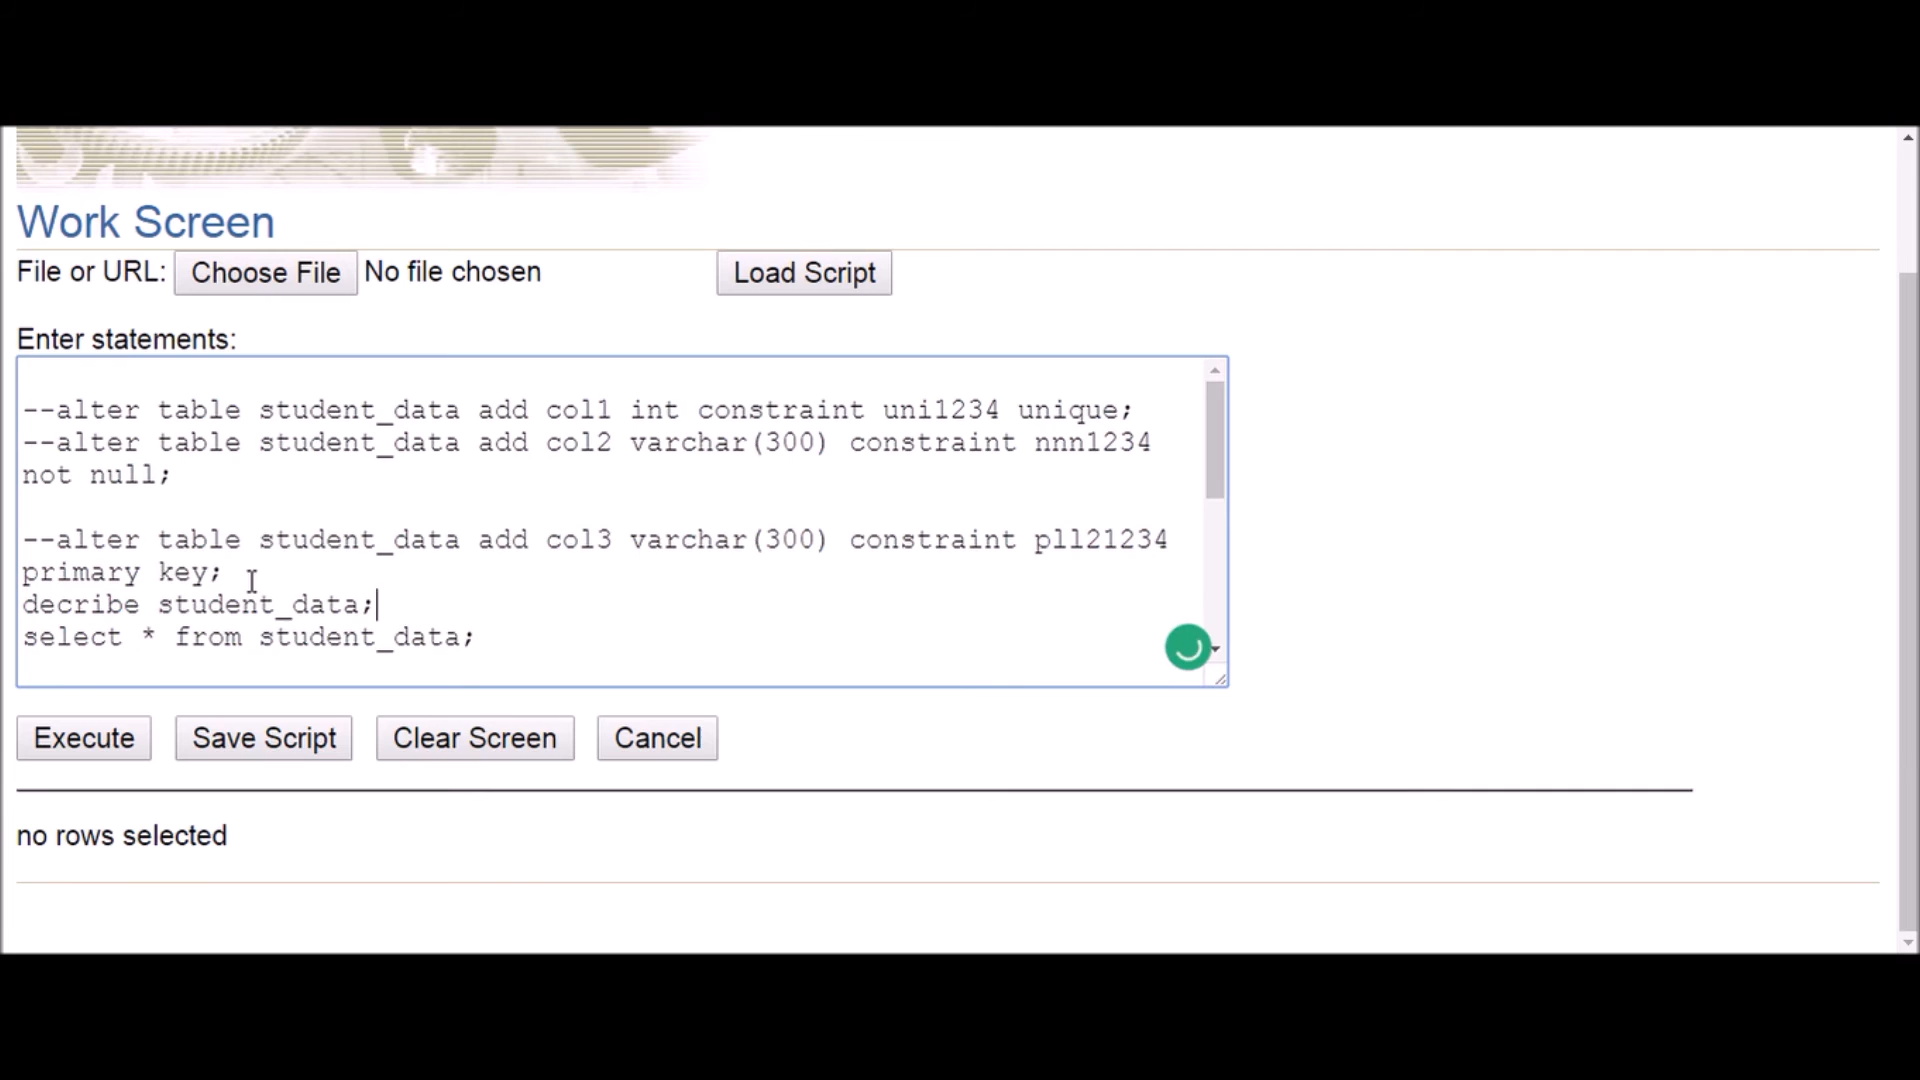 Work Screen
File or URL: Choose File No file chosen Load Script
Enter statements:
--alter table student_data add col1 int constraint uni1234 unique;
--alter table student_data add col2 varchar(300) constraint nnn1234
not null;
--alter table student_data add col3 varchar(300) constraint pll21234
primary key;
decribe student_data;
select * from student_data;
Execute Save Script Clear Screen Cancel
no rows selected